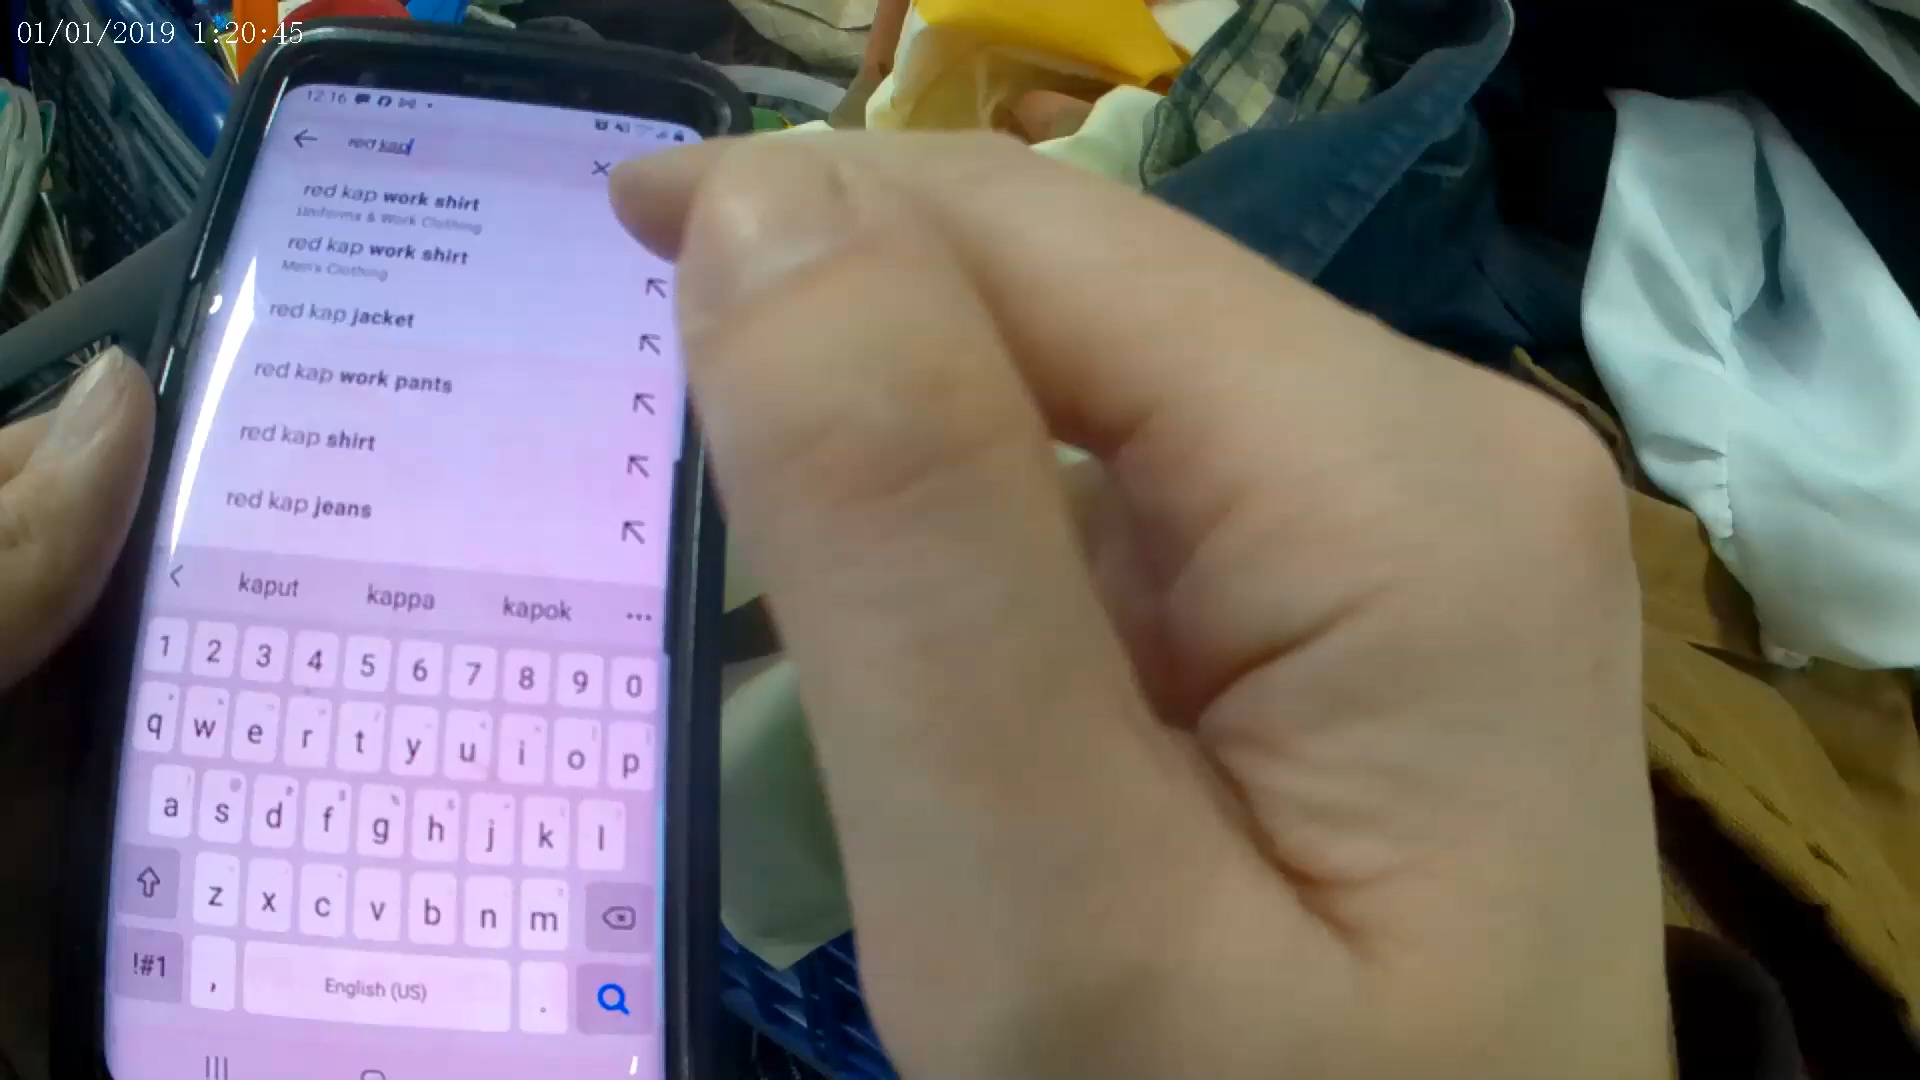 01/01/2019 1:20:45
12:16
red kap
red kap work shirt
Uniforms & Work Clothing
red kap work shirt
Men's Clothing
red kap jacket
red kap work pants
red kap shirt
red kap jeans
kaput kappa kapok
1 2 3 4 5 6 7 8 9 0
q w e r t y u i o p
a s d f g h j k l
z x c v b n m
!#1 , English (US) .